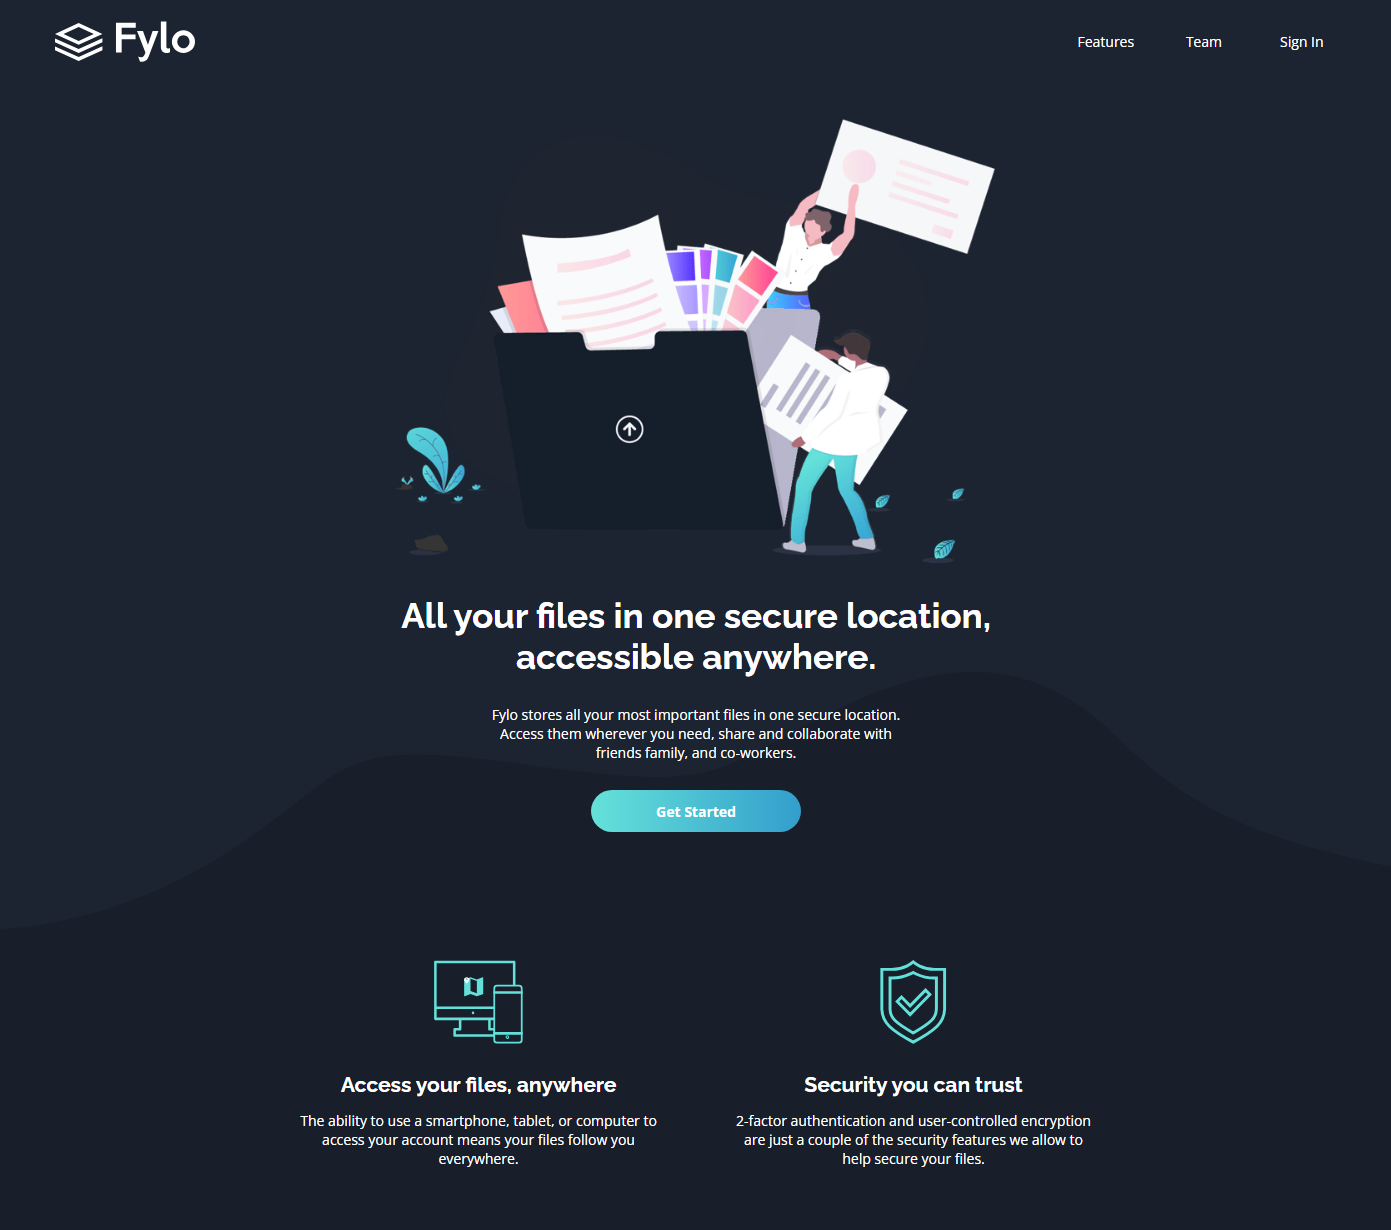 Fylo
Features
Team
Sign In
All your files in one secure location,
accessible anywhere.
Fylo stores all your most important files in one secure location.
Access them wherever you need, share and collaborate with
friends family, and co-workers.
Get Started
Access your files, anywhere
The ability to use a smartphone, tablet, or computer to
access your account means your files follow you
everywhere.
Security you can trust
2-factor authentication and user-controlled encryption
are just a couple of the security features we allow to
help secure your files.